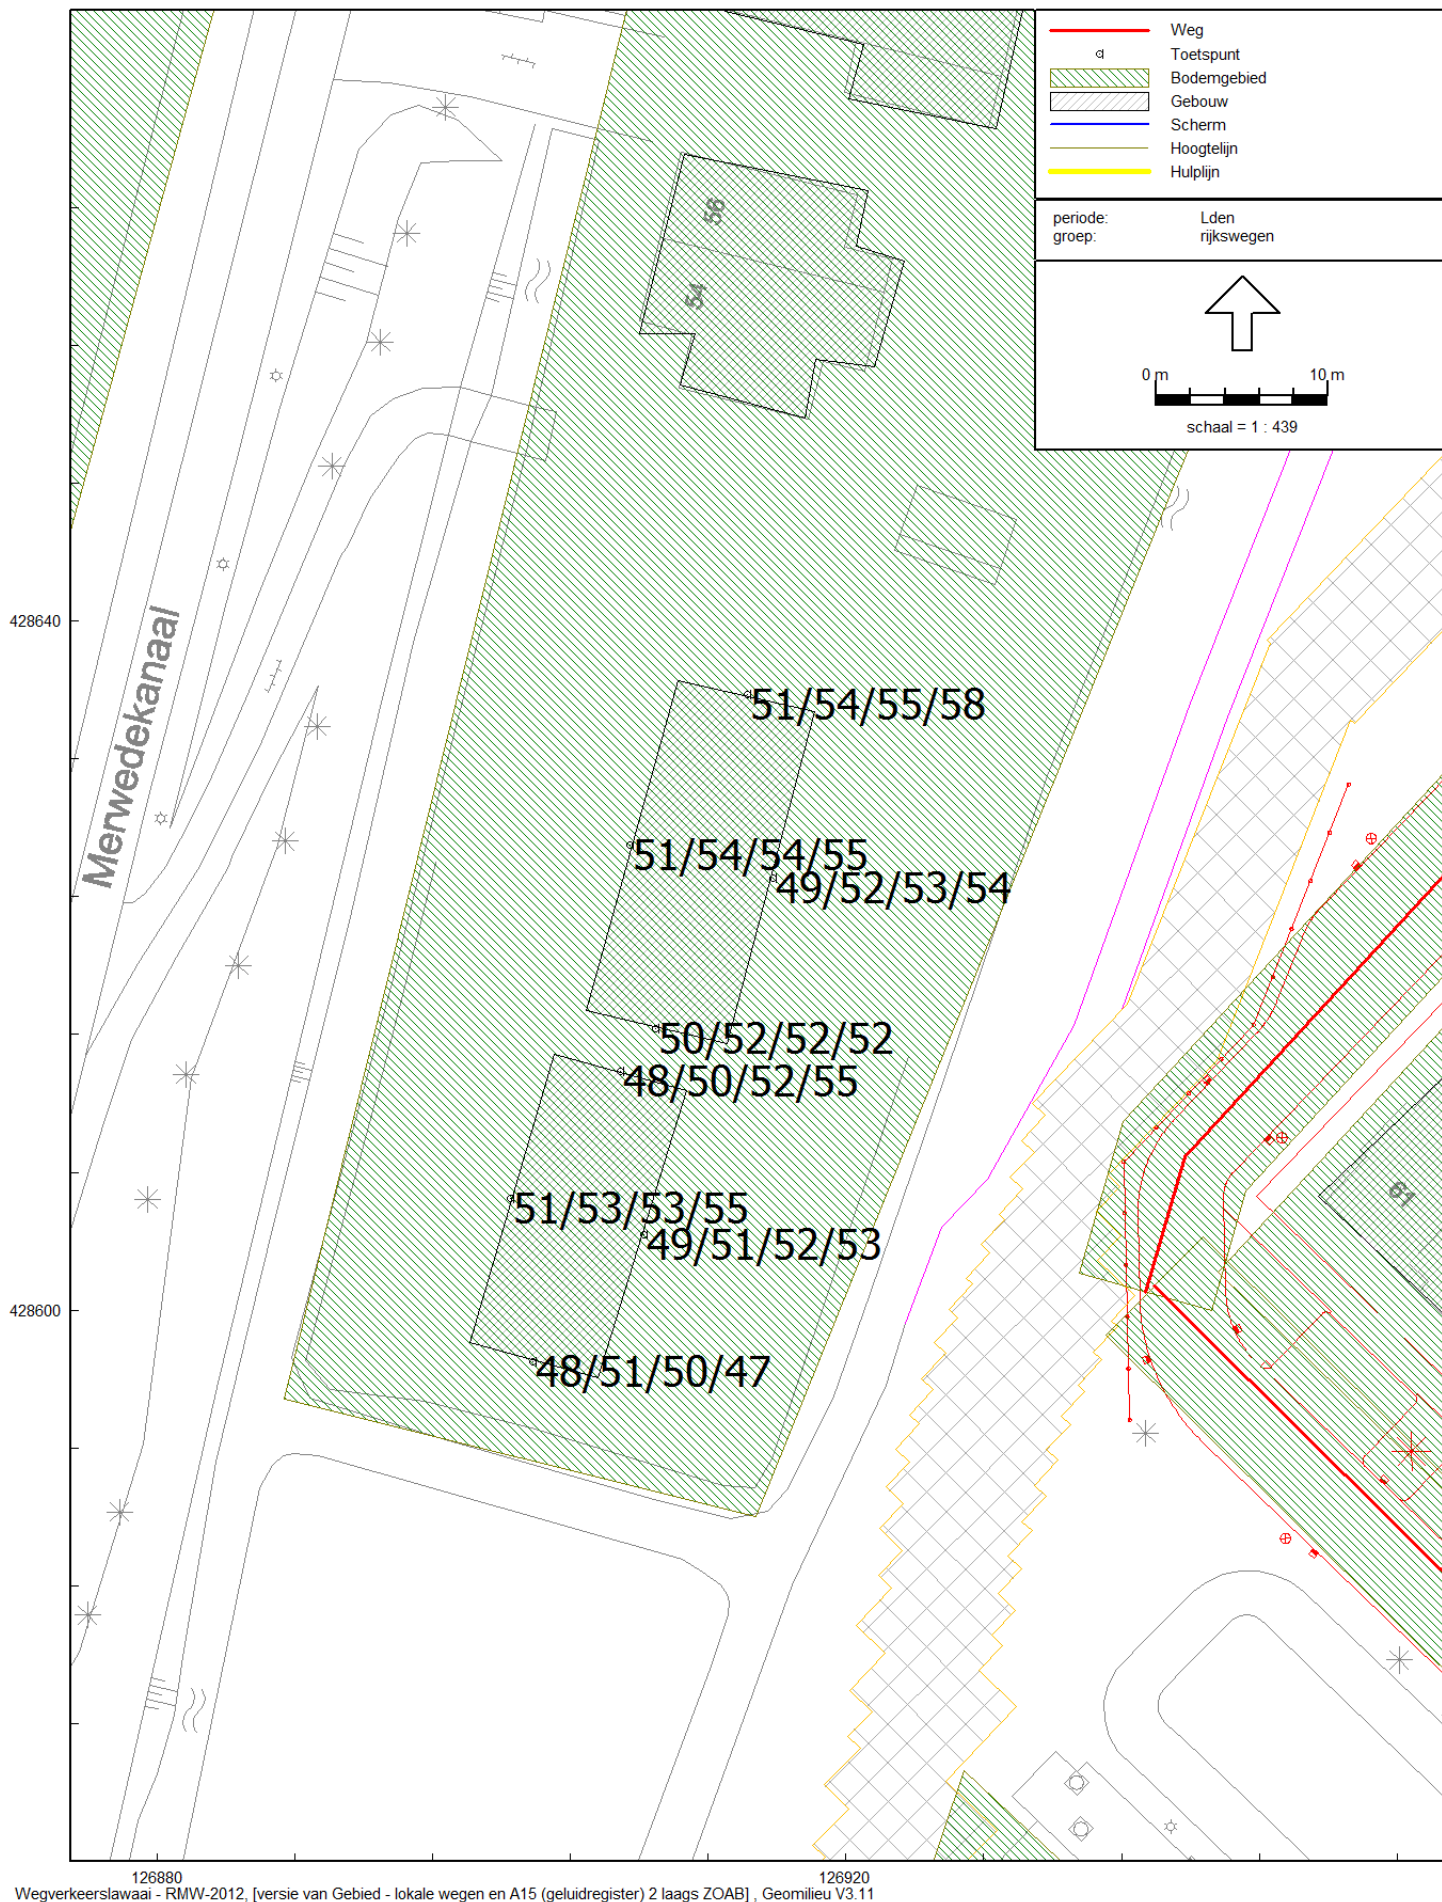 Weg
Toetspunt
Bodemgebied
Gebouw
Scherm
Hoogtelijn
Hulplijn
periode: Lden
groep: rijkswegen
0 m 10 m
schaal = 1 : 439
56
54
428640
Merwedekanaal
51/54/55/58
51/54/54/55
49/52/53/54
50/52/52/52
48/50/52/55
51/53/53/55
49/51/52/53
61
428600
48/51/50/47
126880 126920
Wegverkeerslawaai - RMW-2012, [versie van Gebied - lokale wegen en A15 (geluidregister) 2 laags ZOAB] , Geomilieu V3.11